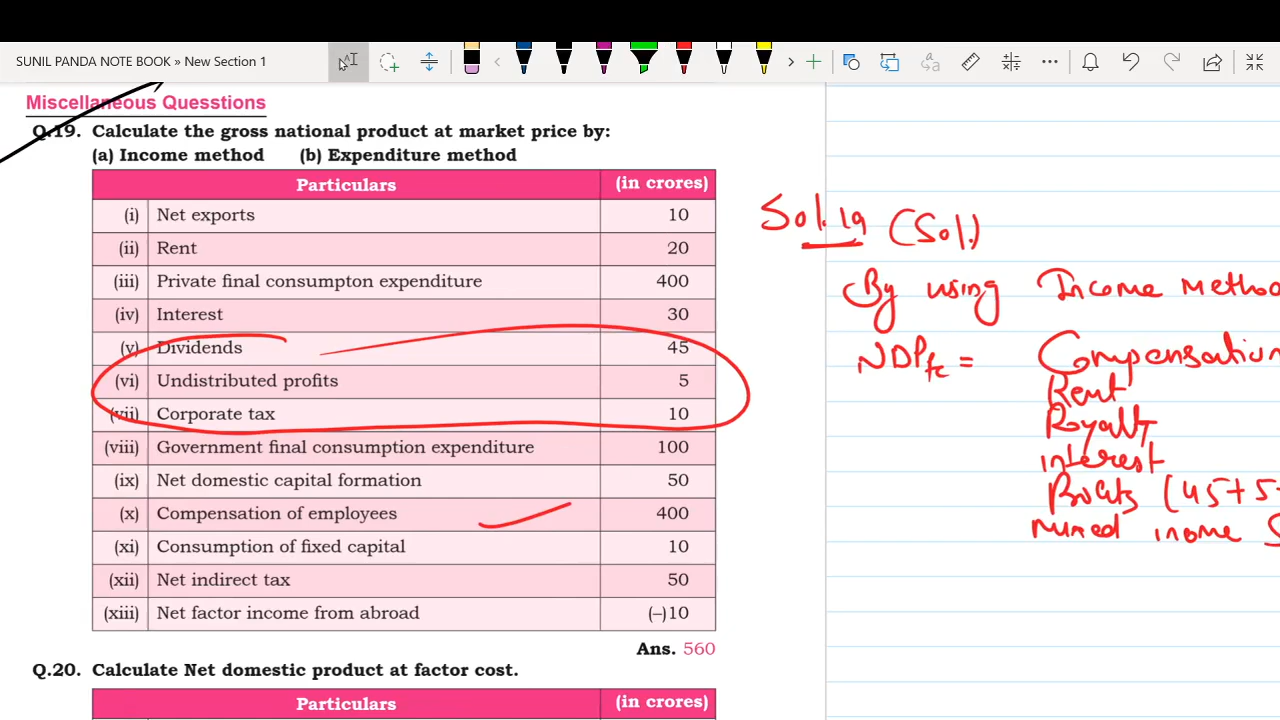 SUNIL PANDA NOTE BOOK » New Section 1
Miscellaneous Quesstions
Q.19. Calculate the gross national product at market price by:
(a) Income method (b) Expenditure method
Particulars (in crores)
(i) Net exports 10
(ii) Rent 20
(iii) Private final consumpton expenditure 400
(iv) Interest 30
(v) Dividends 45
(vi) Undistributed profits 5
(vii) Corporate tax 10
(viii) Government final consumption expenditure 100
(ix) Net domestic capital formation 50
(x) Compensation of employees 400
(xi) Consumption of fixed capital 10
(xii) Net indirect tax 50
(xiii) Net factor income from abroad (–)10
Ans. 560
Q.20. Calculate Net domestic product at factor cost.
Particulars (in crores)
Sol. 19 (Sol.)
By using Income method
NDPfc = Compensation
Rent
Royalty
interest
Profits (45+5+
mixed income